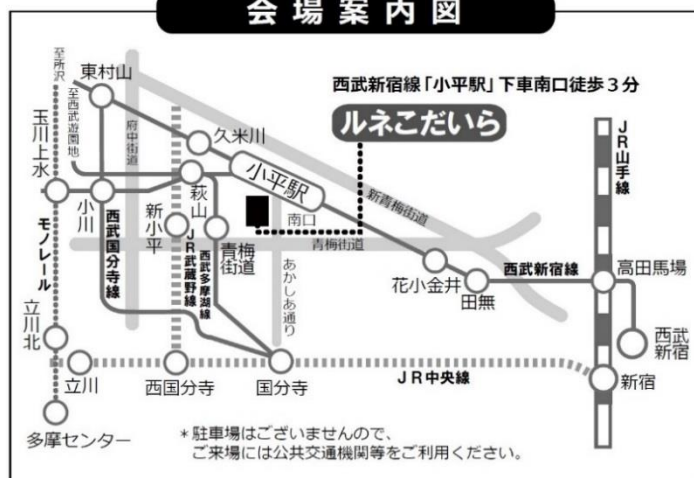 会場案内図
西武新宿線「小平駅」下車南口徒歩3分
ルネこだいら
至所沢
東村山
至西武遊園地
玉川上水
府中街道
久米川
小平駅
JR山手線
小川
萩山
新小平
南口
新青梅街道
青梅街道
モノレール
西武国分寺線
JR武蔵野線
西武多摩湖線
青梅
街道
あかしあ通り
花小金井
田無
西武新宿線
高田馬場
西武
新宿
立川北
立川
西国分寺
国分寺
JR中央線
新宿
多摩センター
*駐車場はございませんので、
ご来場には公共交通機関等をご利用ください。